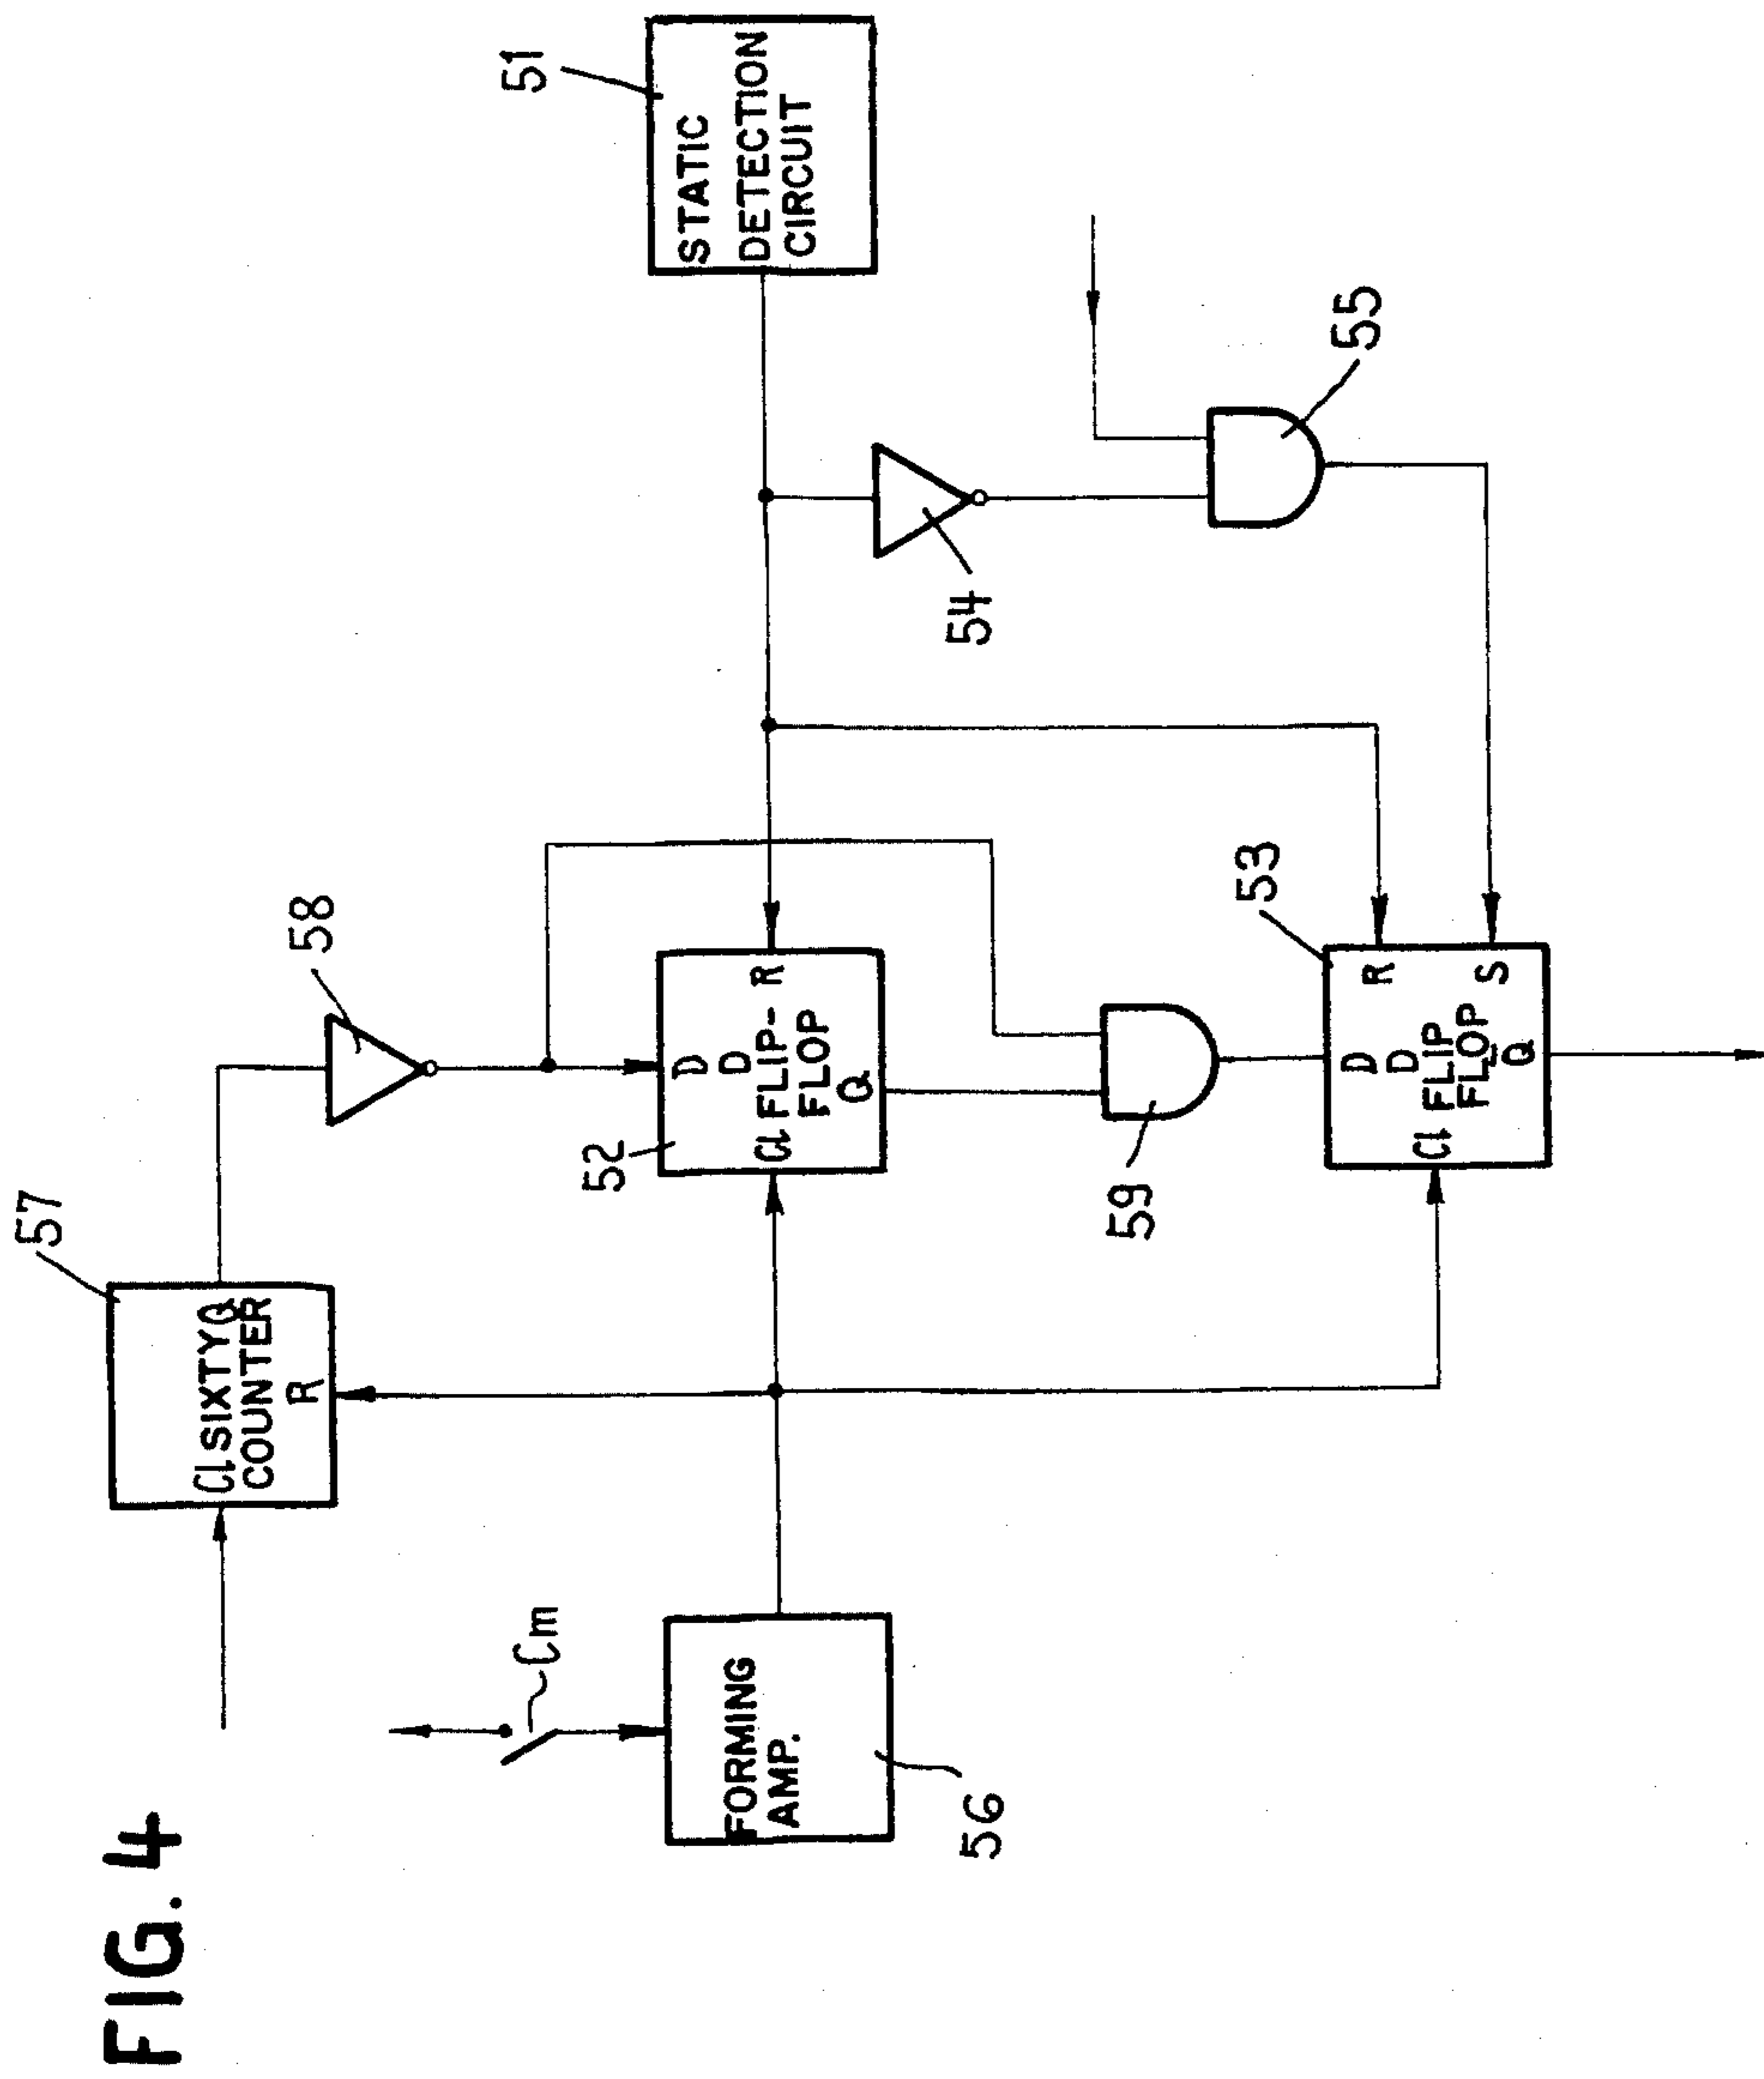 FIG. 4
57
Cl SIXTY Q
COUNTER
R
58
Cm
51
52
STATIC
DETECTION
CIRCUIT
D
D
Cl FLIP- R
FLOP
Q
FORMING
AMP.
56
54
59
53
55
D
D R
Cl FLIP
FLOP S
Q̄